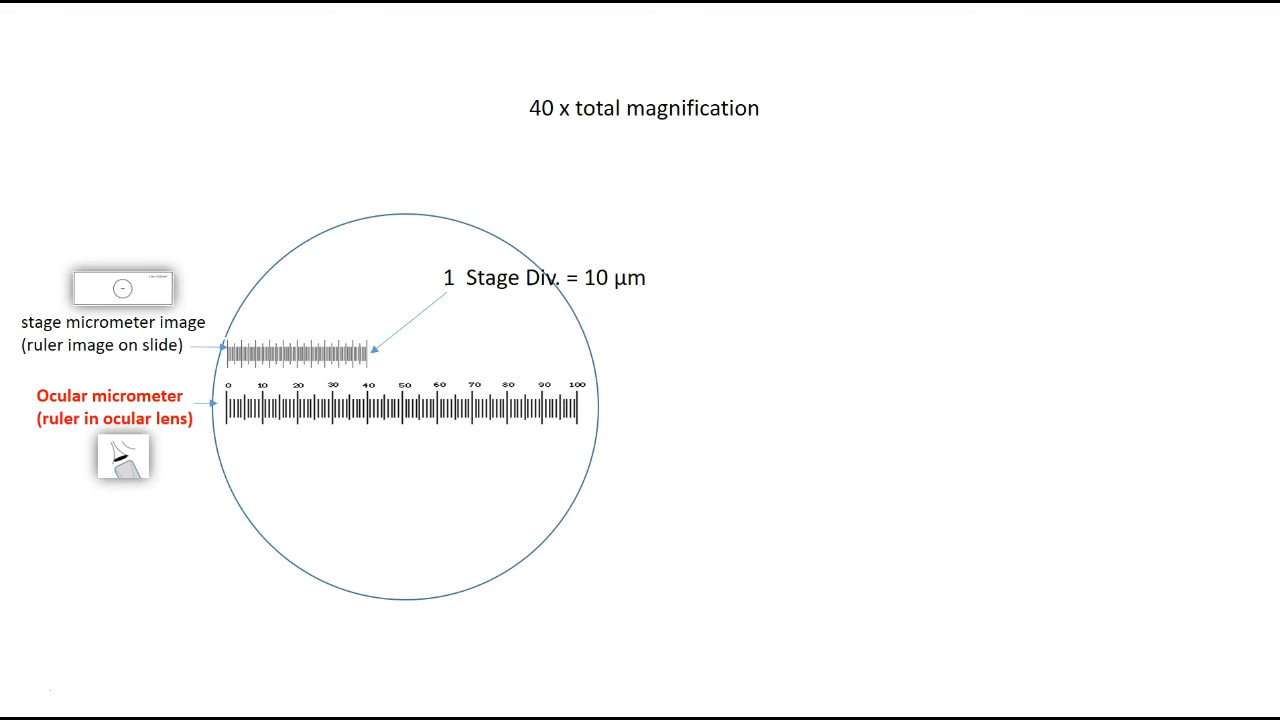 40 x total magnification
1 Stage Div. = 10 µm
stage micrometer image
(ruler image on slide)
0 10 20 30 40 50 60 70 80 90 100
Ocular micrometer
(ruler in ocular lens)